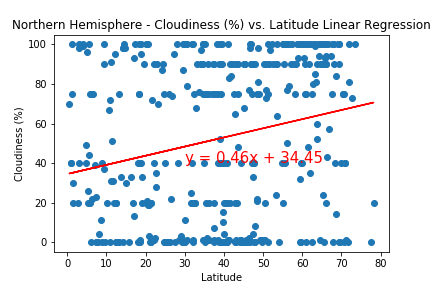 Northern Hemisphere - Cloudiness (%) vs. Latitude Linear Regression
100
80
60
40
20
0
Cloudiness (%)
y = 0.46x + 34.45
0 10 20 30 40 50 60 70 80
Latitude